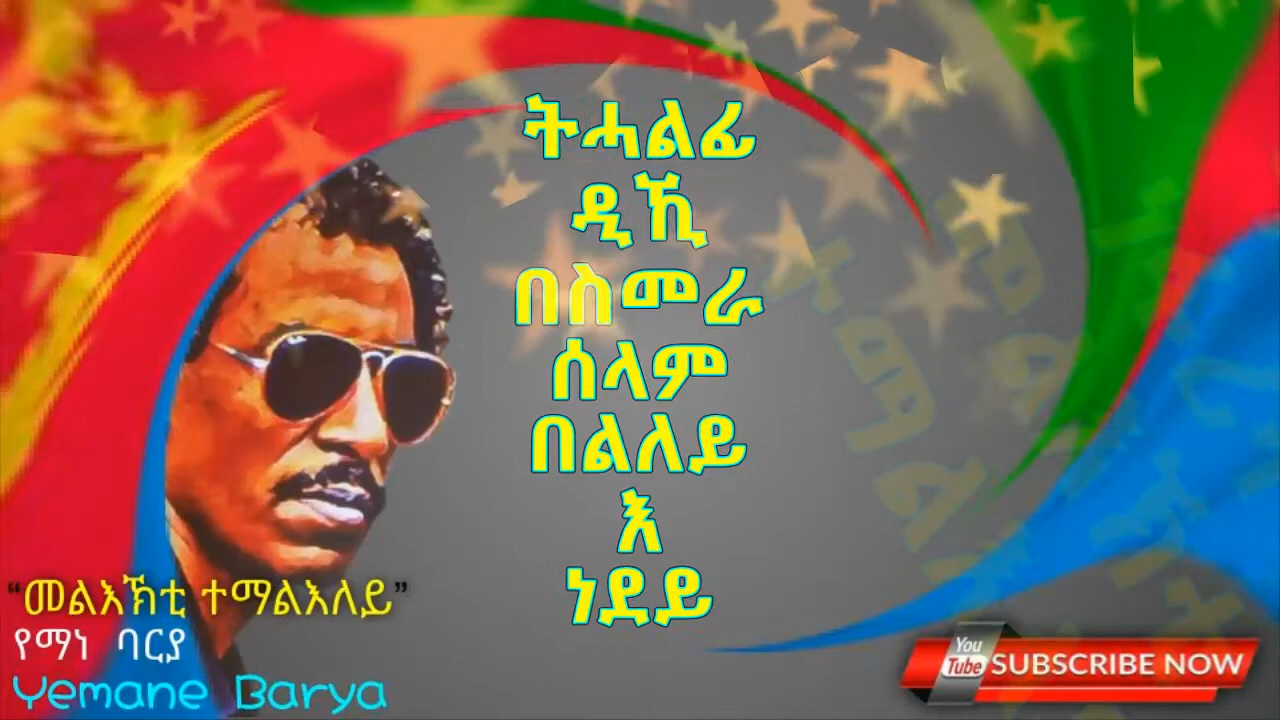 ትሓልፊ
ዲኺ
በስመራ
ሰላም
በልለይ
እ
ነደይ
“መልእኽቲ ተማልእለይ”
የማነ ባርያ
Yemane Barya
You
Tube SUBSCRIBE NOW